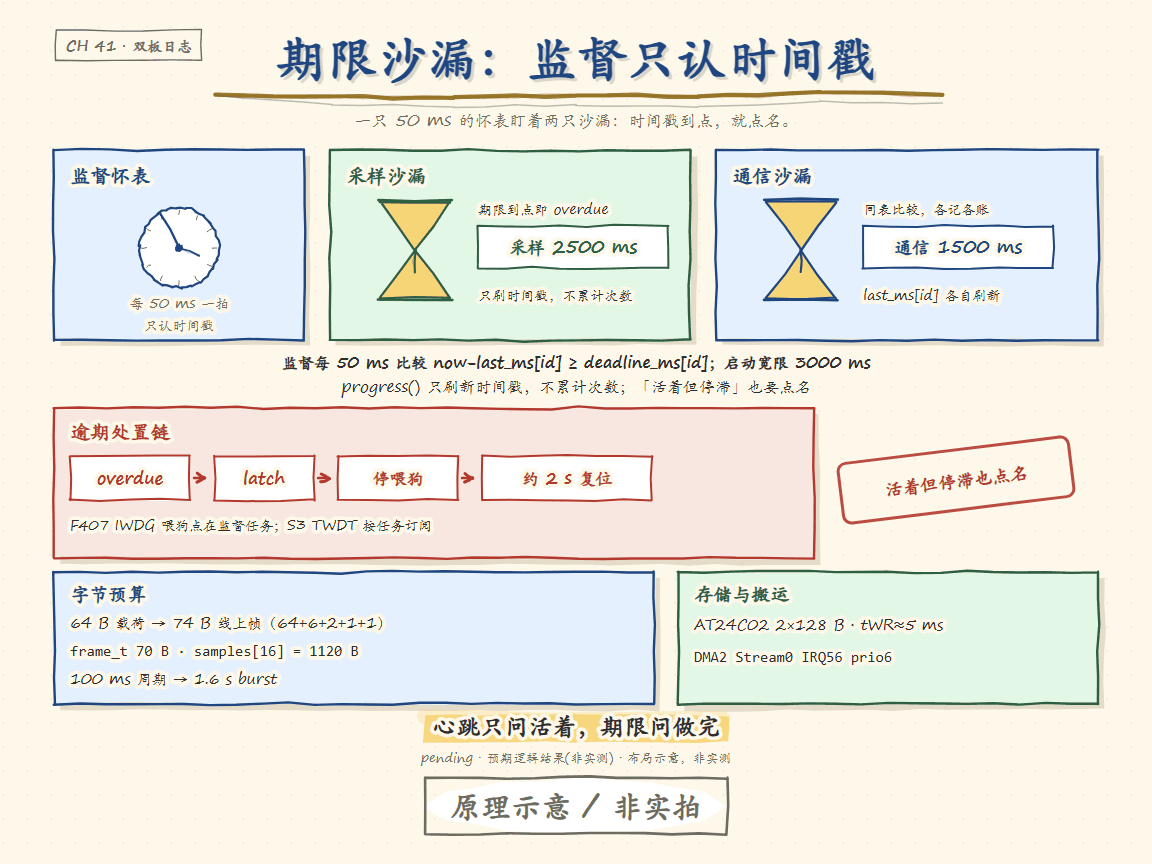 CH 41 · 双板日志
期限沙漏：监督只认时间戳
一只 50 ms 的怀表盯着两只沙漏：时间戳到点，就点名。
监督怀表
每 50 ms 一拍
只认时间戳
采样沙漏
期限到点即 overdue
采样 2500 ms
只刷时间戳，不累计次数
通信沙漏
同表比较，各记各账
通信 1500 ms
last_ms[id] 各自刷新
监督每 50 ms 比较 now-last_ms[id] ≥ deadline_ms[id]；启动宽限 3000 ms
progress() 只刷新时间戳，不累计次数；「活着但停滞」也要点名
逾期处置链
overdue
latch
停喂狗
约 2 s 复位
F407 IWDG 喂狗点在监督任务；S3 TWDT 按任务订阅
活着但停滞也点名
字节预算
64 B 载荷 → 74 B 线上帧（64+6+2+1+1）
frame_t 70 B · samples[16] = 1120 B
100 ms 周期 → 1.6 s burst
存储与搬运
AT24C02 2×128 B · tWR≈5 ms
DMA2 Stream0 IRQ56 prio6
心跳只问活着，期限问做完
pending · 预期逻辑结果(非实测) · 布局示意，非实测
原理示意 / 非实拍